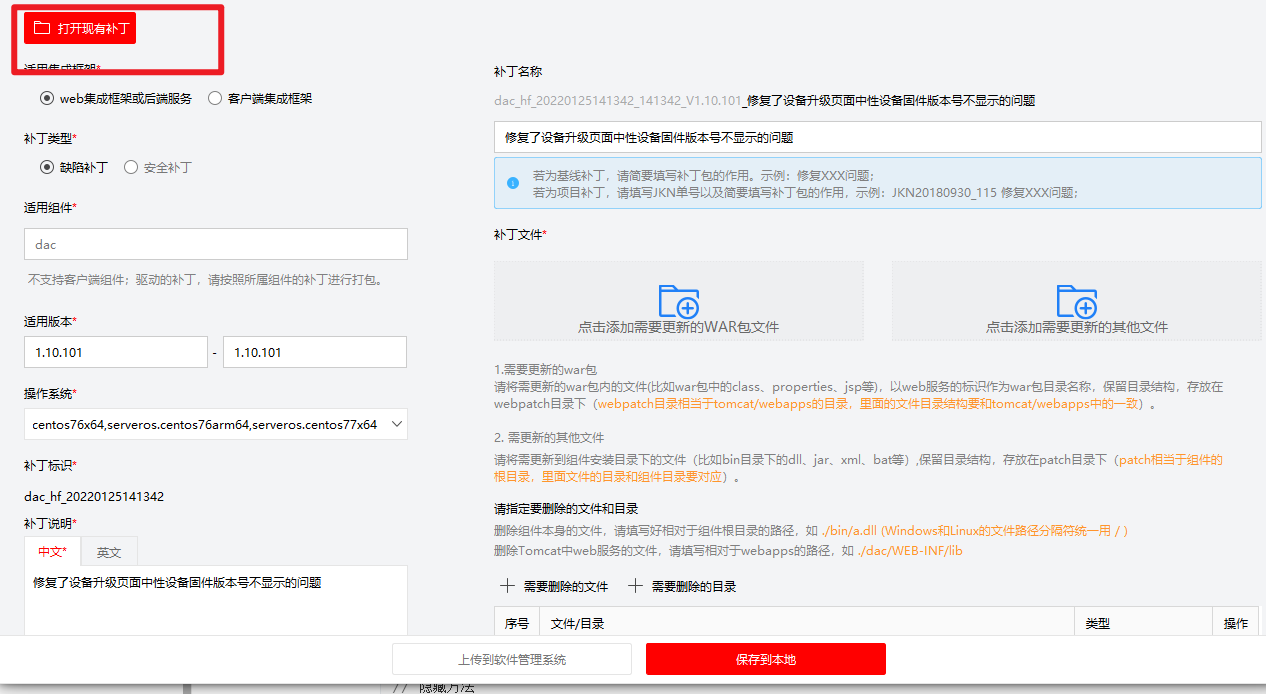 打开现有补丁
适用集成框架*
web集成框架或后端服务 客户端集成框架
补丁类型*
缺陷补丁 安全补丁
适用组件*
dac
不支持客户端组件；驱动的补丁，请按照所属组件的补丁进行打包。
适用版本*
1.10.101 - 1.10.101
操作系统*
centos76x64,serveros.centos76arm64,serveros.centos77x64
补丁标识*
dac_hf_20220125141342
补丁说明*
中文* 英文
修复了设备升级页面中性设备固件版本号不显示的问题
补丁名称
dac_hf_20220125141342_141342_V1.10.101_修复了设备升级页面中性设备固件版本号不显示的问题
修复了设备升级页面中性设备固件版本号不显示的问题
若为基线补丁，请简要填写补丁包的作用。示例：修复XXX问题；
若为项目补丁，请填写JKN单号以及简要填写补丁包的作用，示例：JKN20180930_115 修复XXX问题；
补丁文件*
点击添加需要更新的WAR包文件
点击添加需要更新的其他文件
1.需要更新的war包
请将需更新的war包内的文件(比如war包中的class、properties、jsp等)，以web服务的标识作为war包目录名称，保留目录结构，存放在
webpatch目录下（webpatch目录相当于tomcat/webapps的目录，里面的文件目录结构要和tomcat/webapps中的一致）。
2. 需更新的其他文件
请将需更新到组件安装目录下的文件（比如bin目录下的dll、jar、xml、bat等）,保留目录结构，存放在patch目录下（patch相当于组件的
根目录，里面文件的目录和组件目录要对应）。
请指定要删除的文件和目录
删除组件本身的文件，请填写好相对于组件根目录的路径，如 ./bin/a.dll (Windows和Linux的文件路径分隔符统一用 / )
删除Tomcat中web服务的文件，请填写相对于webapps的路径，如 ./dac/WEB-INF/lib
需要删除的文件 需要删除的目录
序号 文件/目录 类型 操作
上传到软件管理系统 保存到本地
// 隐藏方法